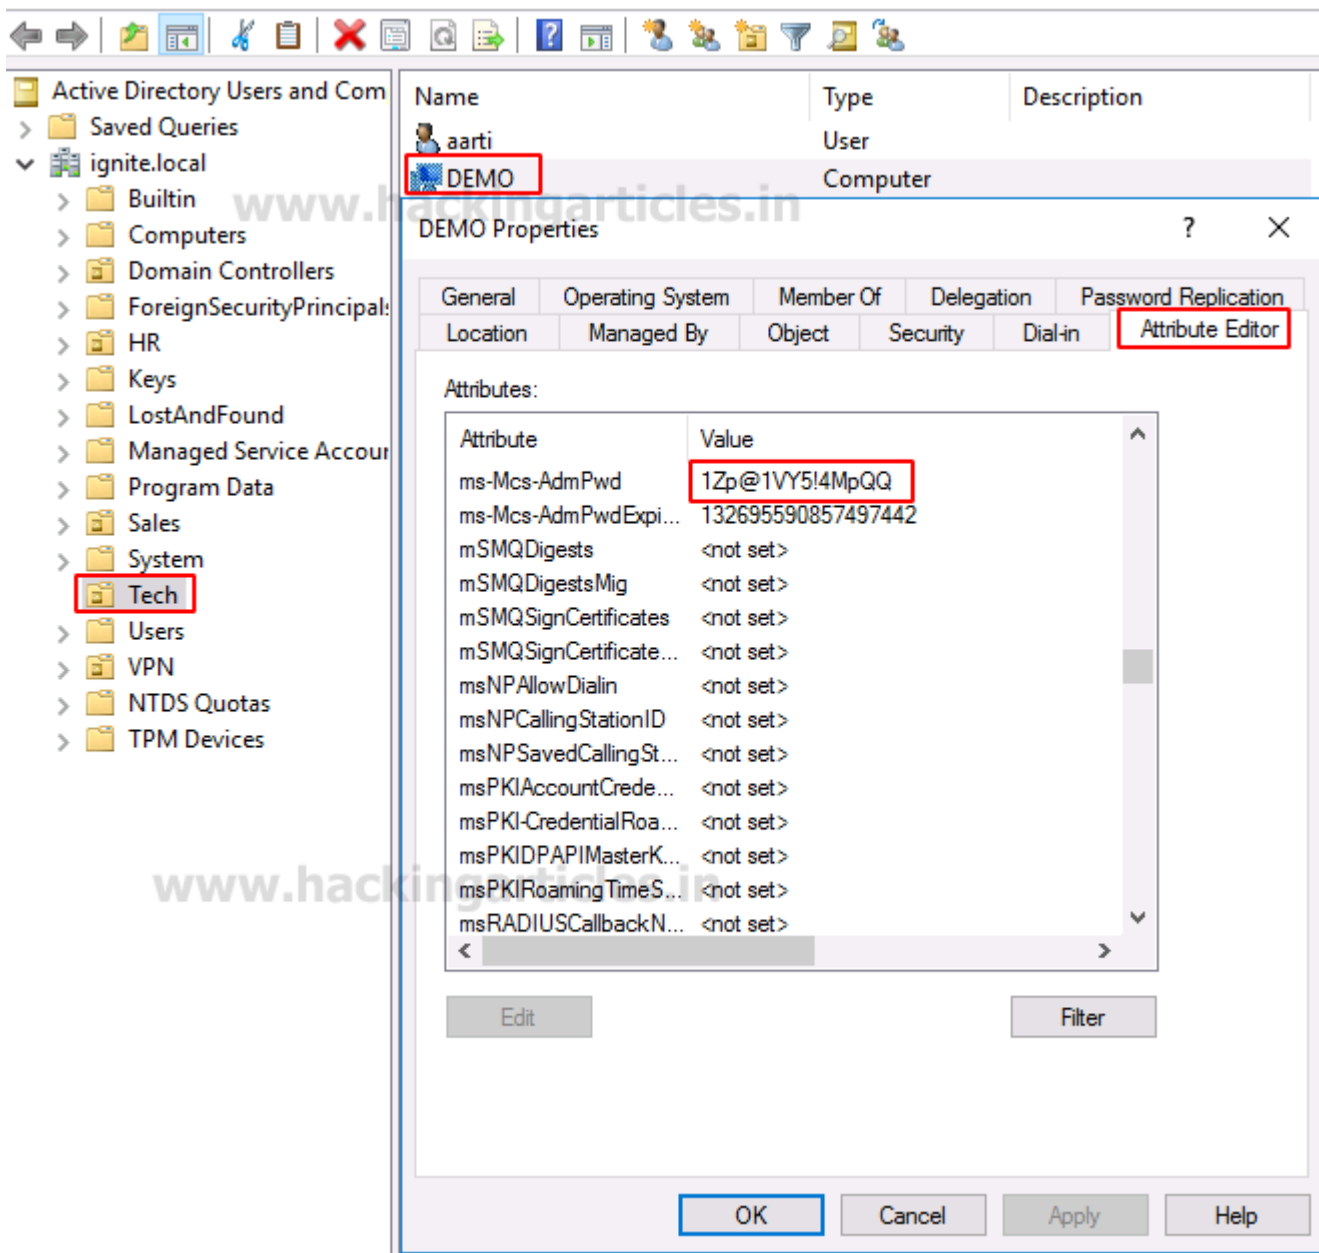 Active Directory Users and Com
Saved Queries
ignite.local
Builtin
Computers
Domain Controllers
ForeignSecurityPrincipal
HR
Keys
LostAndFound
Managed Service Accour
Program Data
Sales
System
Tech
Users
VPN
NTDS Quotas
TPM Devices
Name Type Description
aarti User
DEMO Computer
www.hackingarticles.in
DEMO Properties
General Operating System Member Of Delegation Password Replication
Location Managed By Object Security Dial-in Attribute Editor
Attributes:
Attribute Value
ms-Mcs-AdmPwd 1Zp@1VY5!4MpQQ
ms-Mcs-AdmPwdExpi... 132695590857497442
mSMQDigests <not set>
mSMQDigestsMig <not set>
mSMQSignCertificates <not set>
mSMQSignCertificate... <not set>
msNPAllowDialin <not set>
msNPCallingStationID <not set>
msNPSavedCallingSt... <not set>
msPKIAccountCrede... <not set>
msPKI-CredentialRoa... <not set>
msPKIDPAPIMasterK... <not set>
msPKIRoamingTimeS... <not set>
msRADIUSCallbackN... <not set>
www.hackingarticles.in
Edit Filter
OK Cancel Apply Help